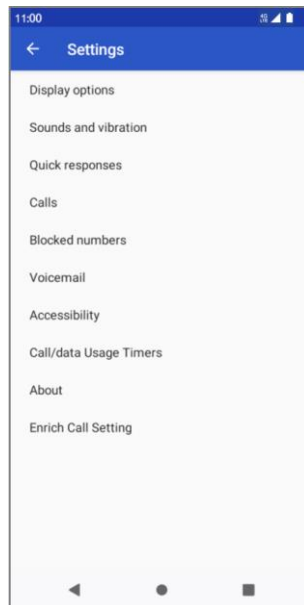 11:00
Settings
Display options
Sounds and vibration
Quick responses
Calls
Blocked numbers
Voicemail
Accessibility
Call/data Usage Timers
About
Enrich Call Setting